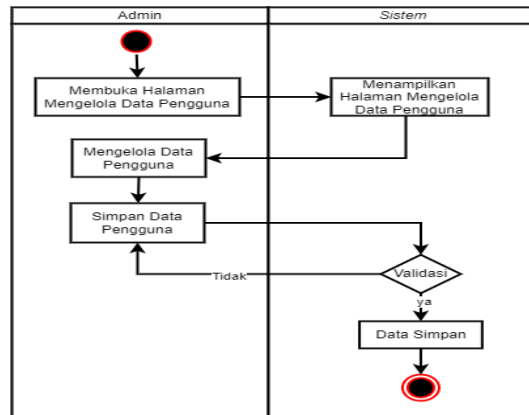 Admin
Sistem
Membuka Halaman
Mengelola Data Pengguna
Menampilkan
Halaman Mengelola
Data Pengguna
Mengelola Data
Pengguna
Simpan Data
Pengguna
Validasi
Tidak
ya
Data Simpan